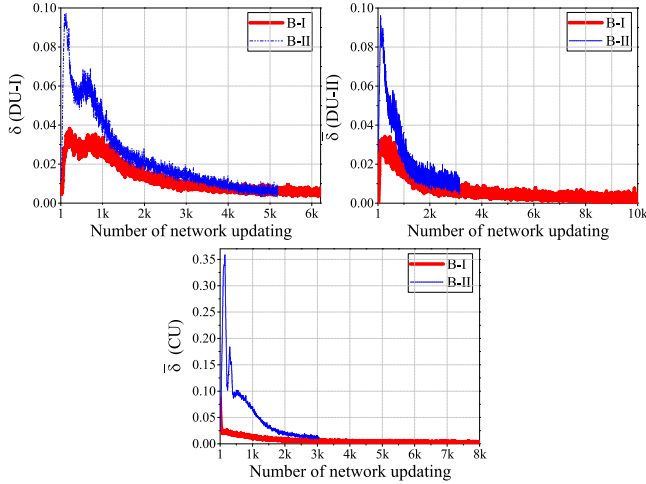 0.10
0.08
0.06
0.04
0.02
0.00
δ (DU-I)
B-I
B-II
1 1k 2k 3k 4k 5k 6k
Number of network updating
0.10
0.08
0.06
0.04
0.02
0.00
δ̅ (DU-II)
B-I
B-II
1 2k 4k 6k 8k 10k
Number of network updating
0.35
0.30
0.25
0.20
0.15
0.10
0.05
0.00
δ̅ (CU)
B-I
B-II
1 1k 2k 3k 4k 5k 6k 7k 8k
Number of network updating